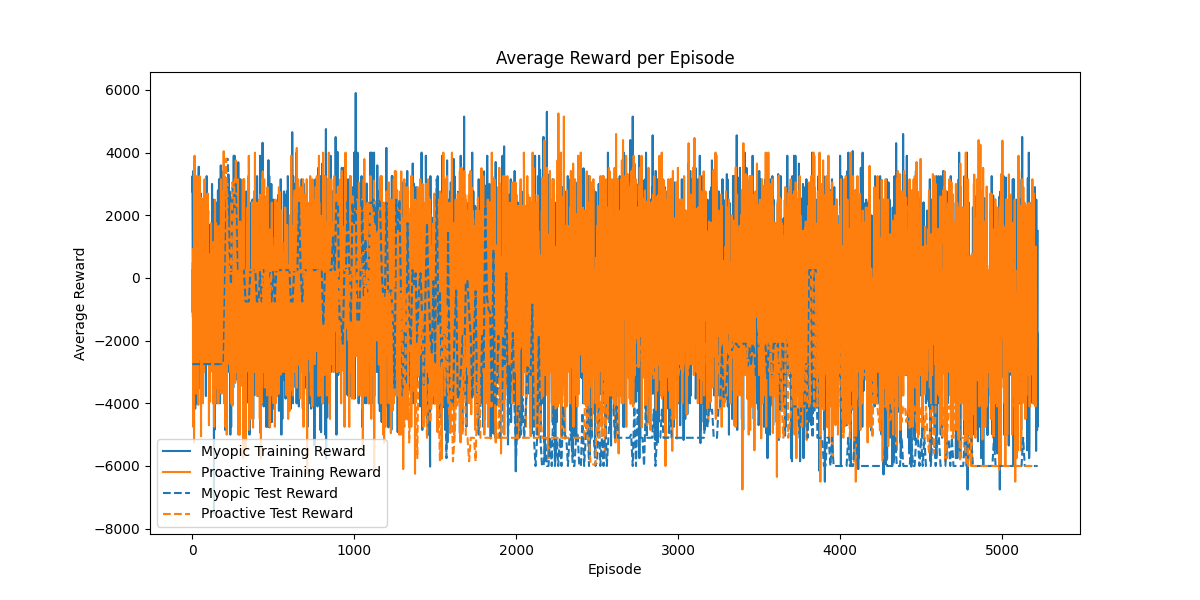 Average Reward per Episode
Average Reward
6000
4000
2000
0
−2000
−4000
−6000
−8000
Myopic Training Reward
Proactive Training Reward
Myopic Test Reward
Proactive Test Reward
0 1000 2000 3000 4000 5000
Episode